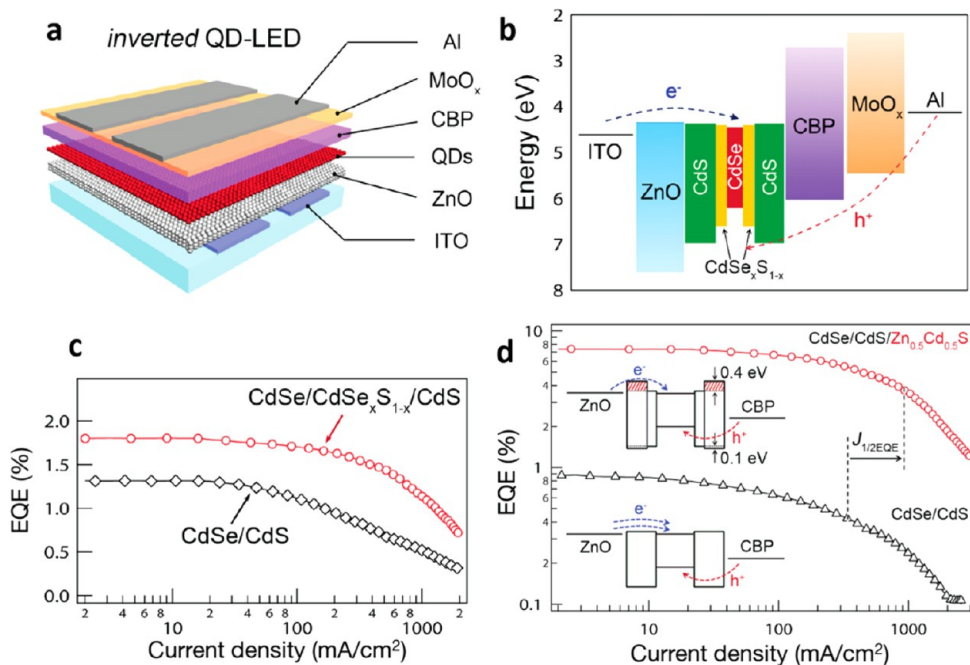 a
inverted QD-LED
Al
MoOₓ
CBP
QDs
ZnO
ITO
b
2
3
4
5
6
7
8
Energy (eV)
e⁻
ITO
ZnO
CdS
CdSe
CdS
CBP
MoOₓ
Al
h⁺
CdSeₓS₁₋ₓ
c
CdSe/CdSeₓS₁₋ₓ/CdS
CdSe/CdS
2.0
1.5
1.0
0.5
0.0
EQE (%)
2 4 6 8 2 4 6 8 2 4 6 8 2
10 100 1000
Current density (mA/cm²)
d
CdSe/CdS/Zn₀.₅Cd₀.₅S
10
8
6
4
2
1
8
6
4
2
0.1
EQE (%)
e⁻
0.4 eV
ZnO
CBP
h⁺
0.1 eV
J₁/₂EQE
CdSe/CdS
e⁻
ZnO
CBP
h⁺
10 100 1000
Current density (mA/cm²)